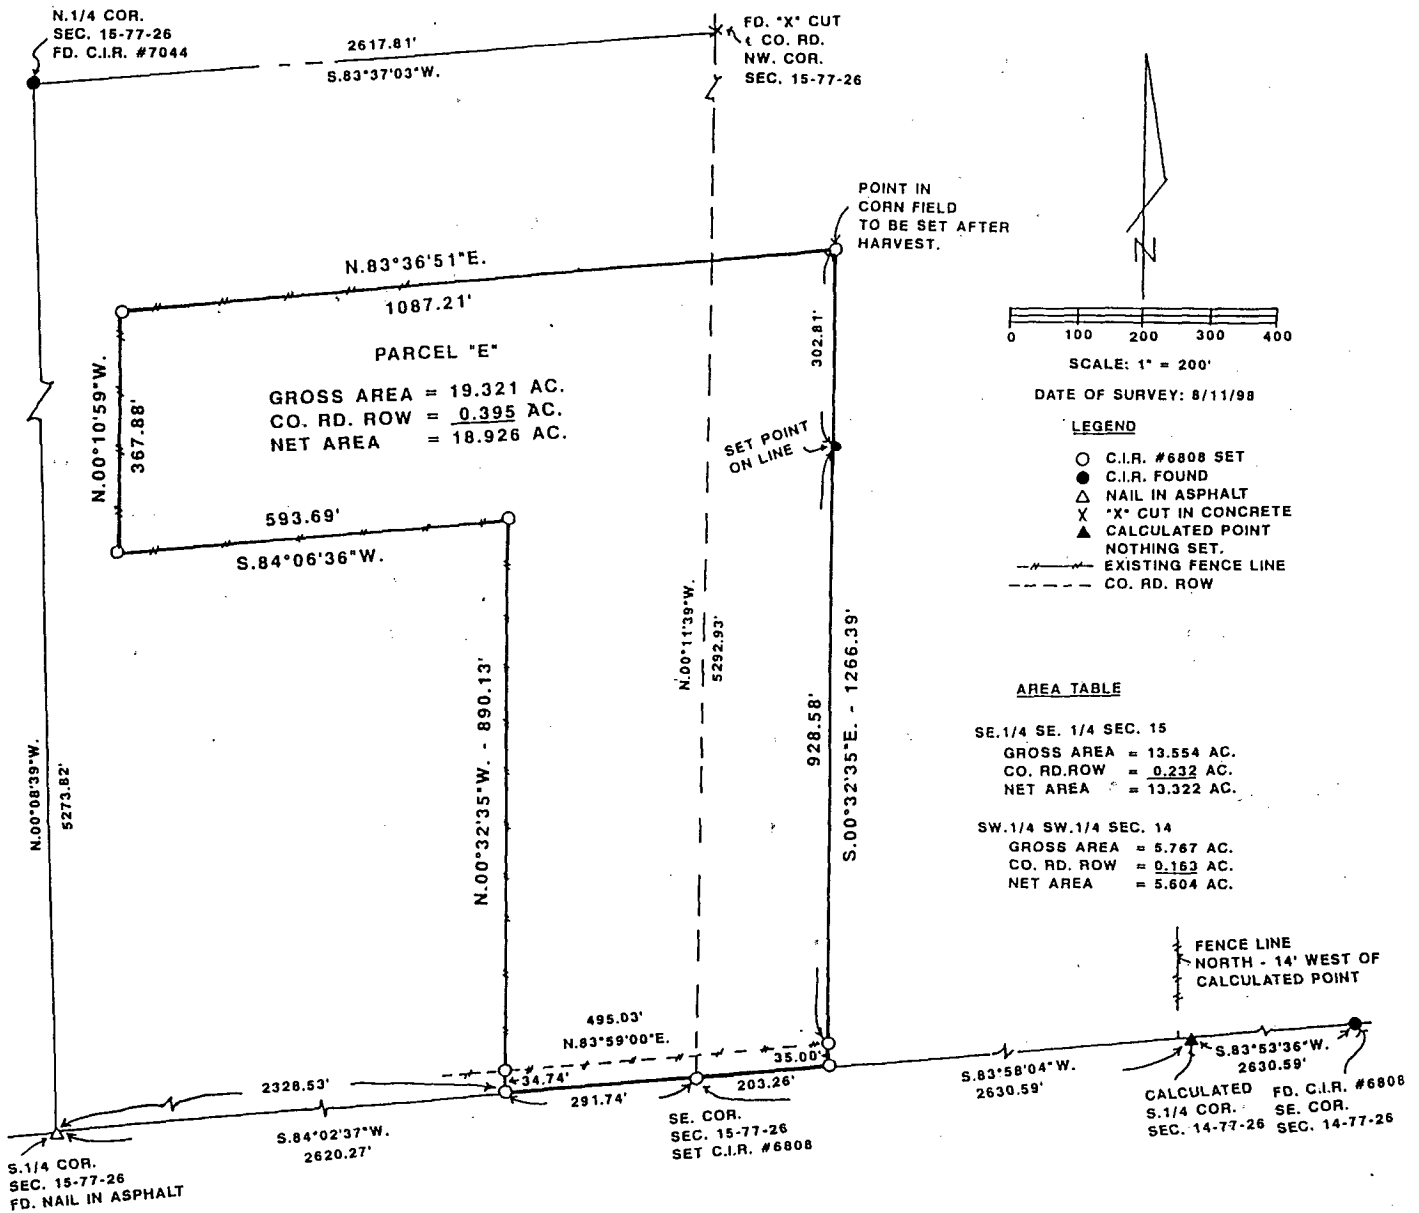 N.1/4 COR.
SEC. 15-77-26
FD. C.I.R. #7044
2617.81'
S.83°37'03"W.
FD. "X" CUT
¢ CO. RD.
NW. COR.
SEC. 15-77-26
POINT IN
CORN FIELD
TO BE SET AFTER
HARVEST.
N
0 100 200 300 400
SCALE: 1" = 200'
DATE OF SURVEY: 8/11/98
LEGEND
C.I.R. #6808 SET
C.I.R. FOUND
NAIL IN ASPHALT
"X" CUT IN CONCRETE
CALCULATED POINT
NOTHING SET.
EXISTING FENCE LINE
CO. RD. ROW
N.83°36'51"E.
1087.21'
PARCEL "E"
GROSS AREA = 19.321 AC.
CO. RD. ROW = 0.395 AC.
NET AREA = 18.926 AC.
N.00°10'59"W.
367.88'
593.69'
S.84°06'36"W.
302.81'
SET POINT
ON LINE
N.00°11'39"W.
5292.93'
N.00°32'35"W. - 890.13'
928.58'
S.00°32'35"E. - 1266.39'
N.00°08'39"W.
5273.82'
AREA TABLE
SE.1/4 SE. 1/4 SEC. 15
GROSS AREA = 13.554 AC.
CO. RD.ROW = 0.232 AC.
NET AREA = 13.322 AC.
SW.1/4 SW.1/4 SEC. 14
GROSS AREA = 5.767 AC.
CO. RD. ROW = 0.163 AC.
NET AREA = 5.604 AC.
FENCE LINE
NORTH - 14' WEST OF
CALCULATED POINT
495.03'
N.83°59'00"E.
35.00'
34.74'
291.74'
203.26'
2328.53'
S.84°02'37"W.
2620.27'
S.83°58'04"W.
2630.59'
S.83°53'36"W.
2630.59'
SE. COR.
SEC. 15-77-26
SET C.I.R. #6808
CALCULATED
S.1/4 COR.
SEC. 14-77-26
FD. C.I.R. #6808
SE. COR.
SEC. 14-77-26
S.1/4 COR.
SEC. 15-77-26
FD. NAIL IN ASPHALT